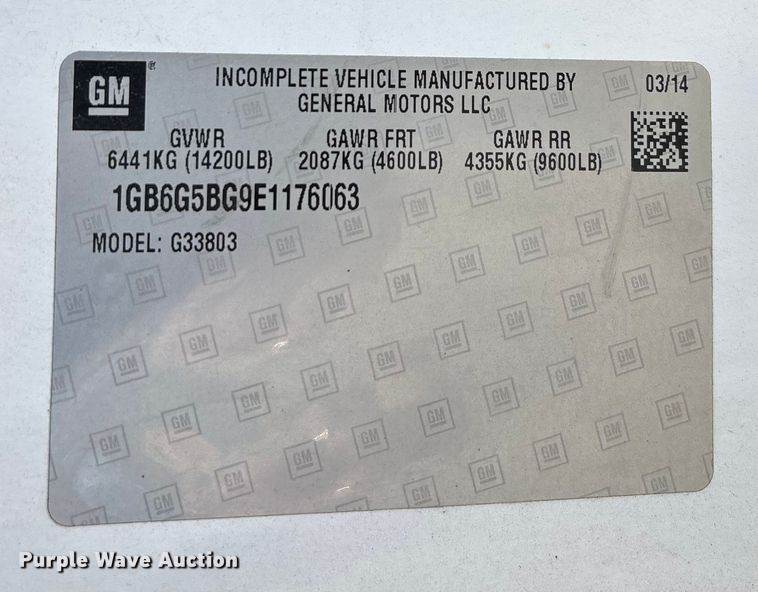 GM
INCOMPLETE VEHICLE MANUFACTURED BY
GENERAL MOTORS LLC
03/14
GVWR GAWR FRT GAWR RR
6441KG (14200LB) 2087KG (4600LB) 4355KG (9600LB)
1GB6G5BG9E1176063
MODEL: G33803
Purple Wave Auction